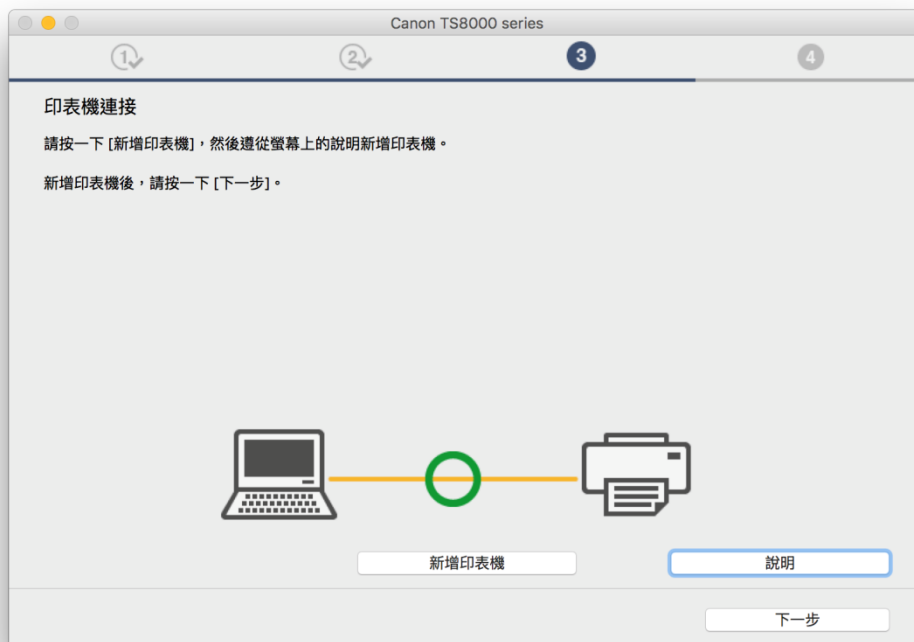 Canon TS8000 series
1
2
3
4
印表機連接
請按一下 [新增印表機]，然後遵從螢幕上的說明新增印表機。
新增印表機後，請按一下 [下一步]。
新增印表機
說明
下一步